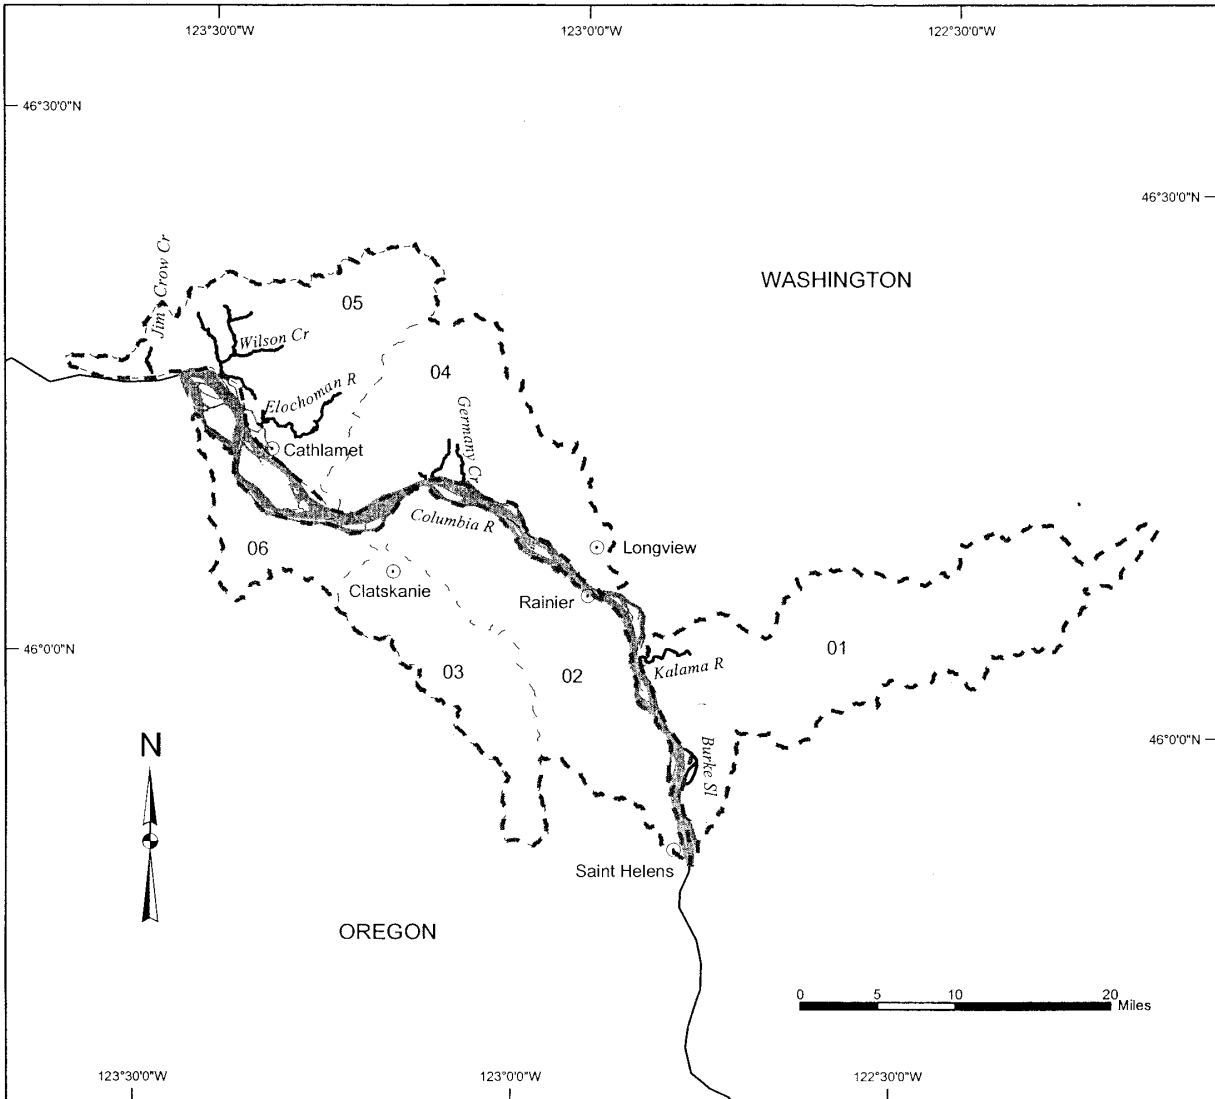 123°30'0"W
123°0'0"W
122°30'0"W
46°30'0"N
46°30'0"N
WASHINGTON
Jim Crow Cr
05
Wilson Cr
04
Elochoman R
Germany Cr
Cathlamet
Columbia R
06
Longview
Clatskanie
Rainier
46°0'0"N
01
Kalama R
03
02
46°0'0"N
N
Burke Sl
Saint Helens
OREGON
0 5 10 20
Miles
123°30'0"W
123°0'0"W
122°30'0"W